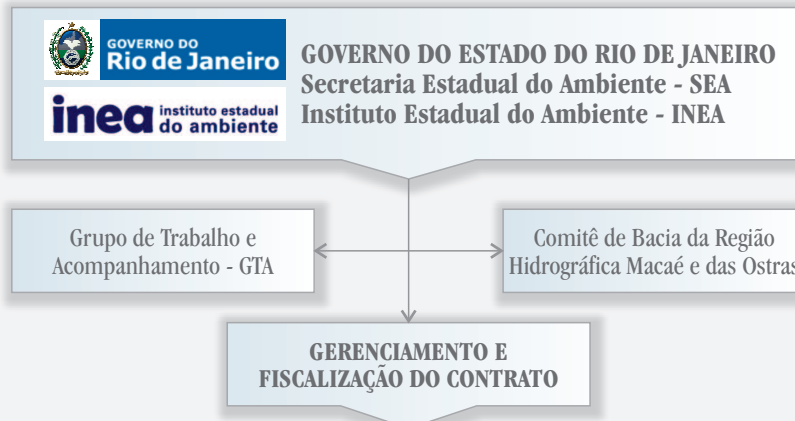 GOVERNO DO
Rio de Janeiro
inea instituto estadual
do ambiente
GOVERNO DO ESTADO DO RIO DE JANEIRO
Secretaria Estadual do Ambiente - SEA
Instituto Estadual do Ambiente - INEA
Grupo de Trabalho e
Acompanhamento - GTA
Comitê de Bacia da Região
Hidrográfica Macaé e das Ostras
GERENCIAMENTO E
FISCALIZAÇÃO DO CONTRATO